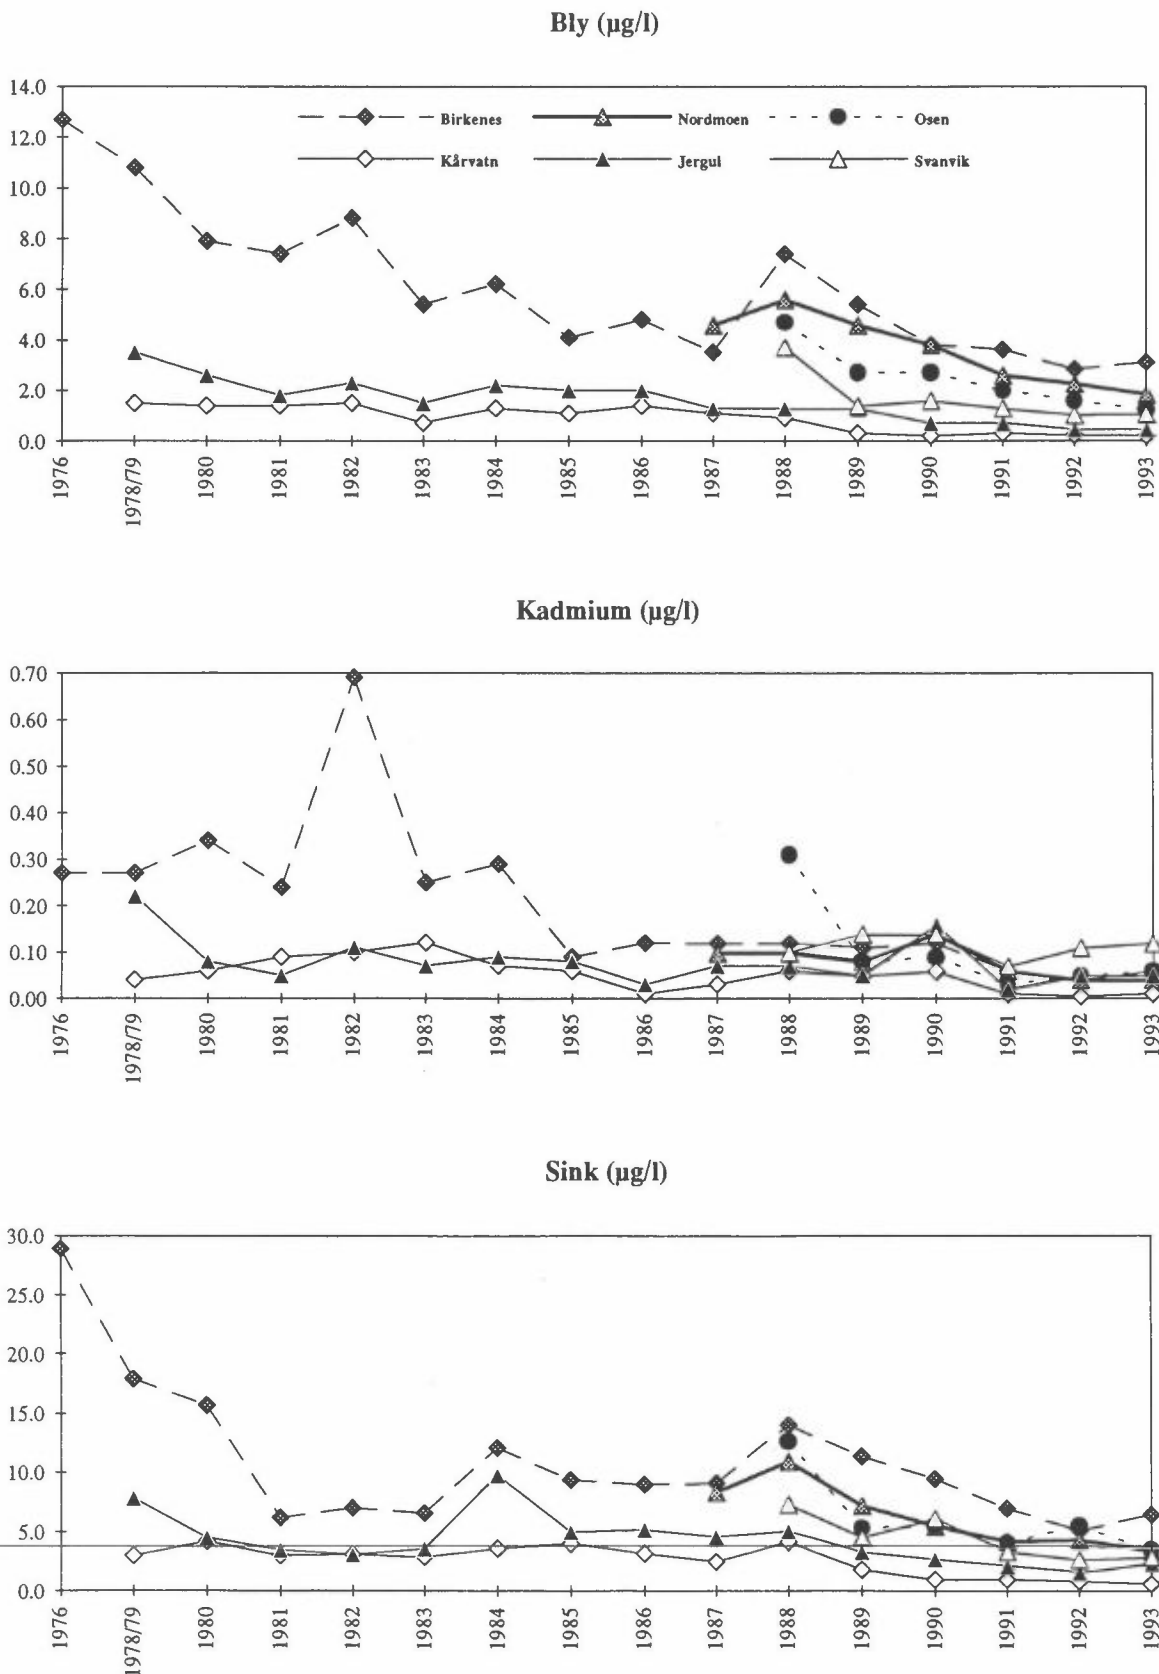 Bly (µg/l)
14.0
12.0
10.0
8.0
6.0
4.0
2.0
0.0
Birkenes Nordmoen Osen
Kårvatn Jergul Svanvik
1976 1978/79 1980 1981 1982 1983 1984 1985 1986 1987 1988 1989 1990 1991 1992 1993
Kadmium (µg/l)
0.70
0.60
0.50
0.40
0.30
0.20
0.10
0.00
1976 1978/79 1980 1981 1982 1983 1984 1985 1986 1987 1988 1989 1990 1991 1992 1993
Sink (µg/l)
30.0
25.0
20.0
15.0
10.0
5.0
0.0
1976 1978/79 1980 1981 1982 1983 1984 1985 1986 1987 1988 1989 1990 1991 1992 1993